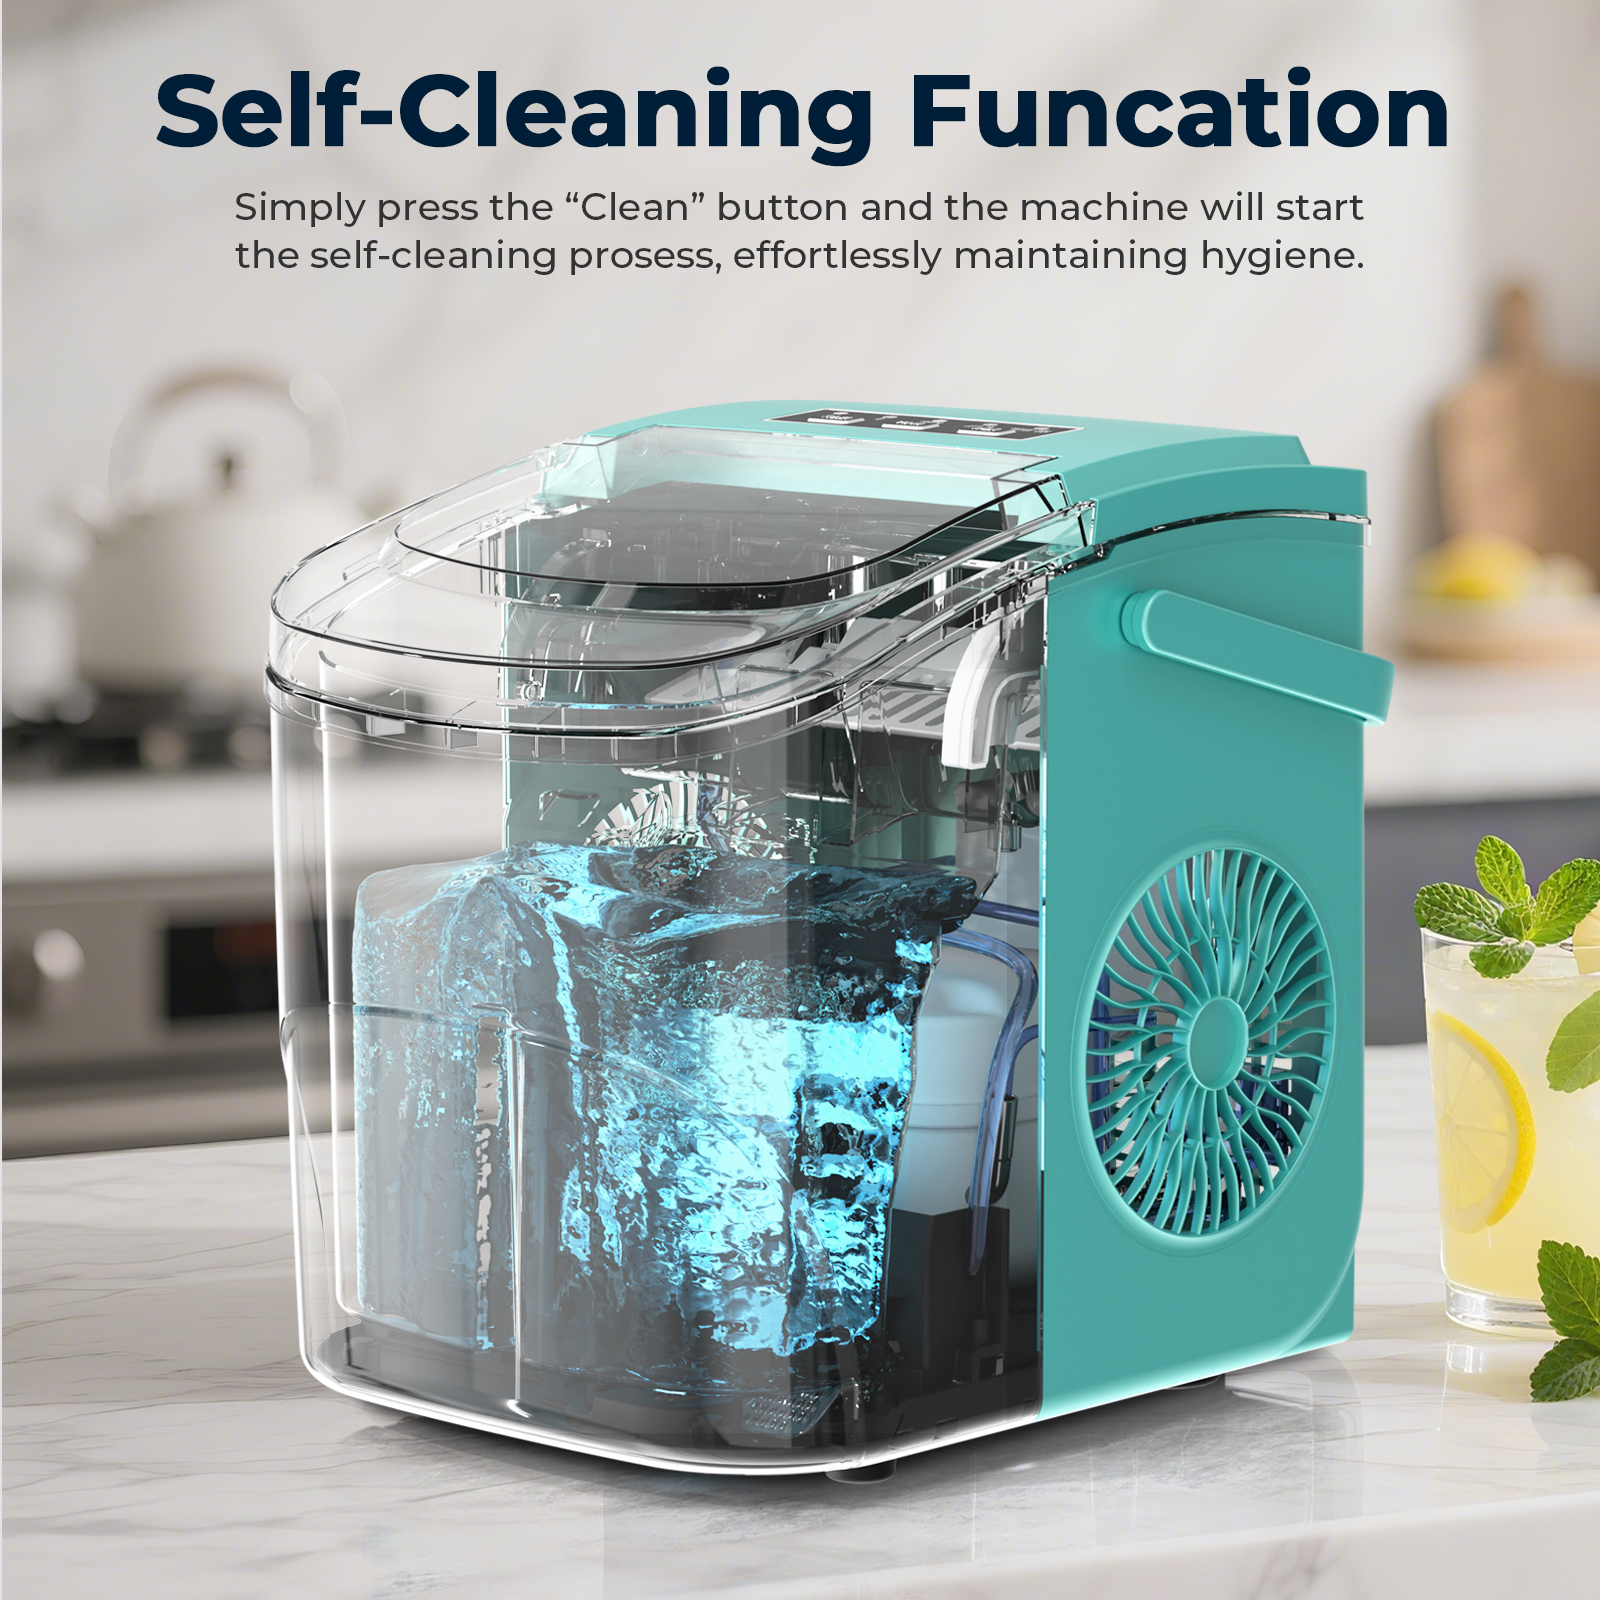 Self-Cleaning Funcation
Simply press the “Clean” button and the machine will start
the self-cleaning prosess, effortlessly maintaining hygiene.